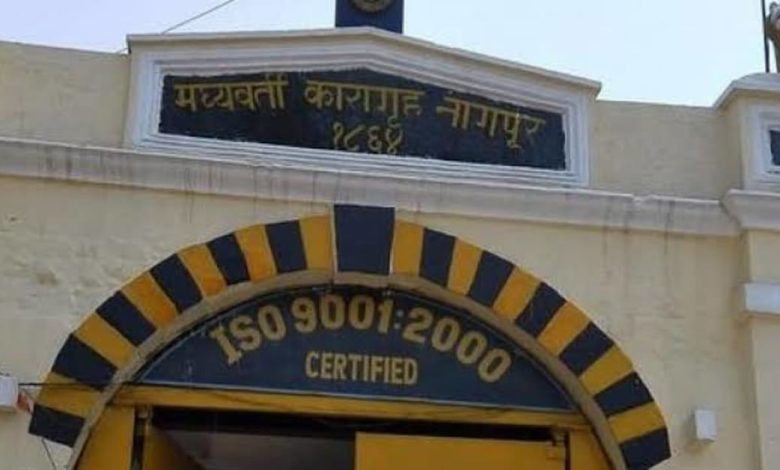 मध्यवर्ती कारागृह नागपूर
१८६४
ISO 9001:2000
CERTIFIED